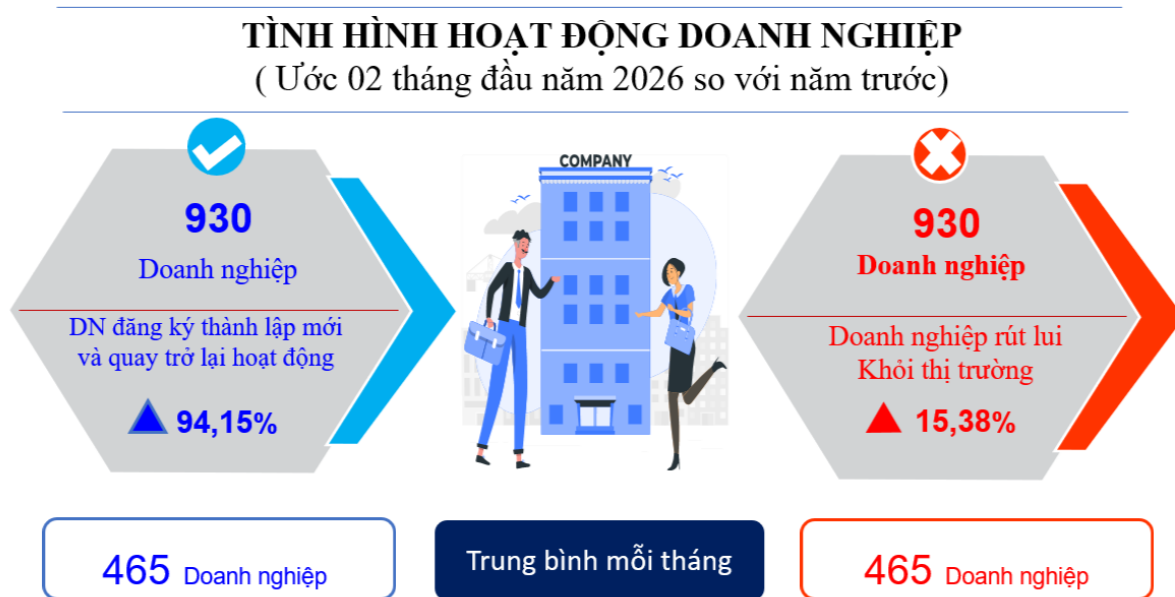 TÌNH HÌNH HOẠT ĐỘNG DOANH NGHIỆP
( Ước 02 tháng đầu năm 2026 so với năm trước)
930
Doanh nghiệp
DN đăng ký thành lập mới
và quay trở lại hoạt động
94,15%
COMPANY
930
Doanh nghiệp
Doanh nghiệp rút lui
Khỏi thị trường
15,38%
465 Doanh nghiệp
Trung bình mỗi tháng
465 Doanh nghiệp